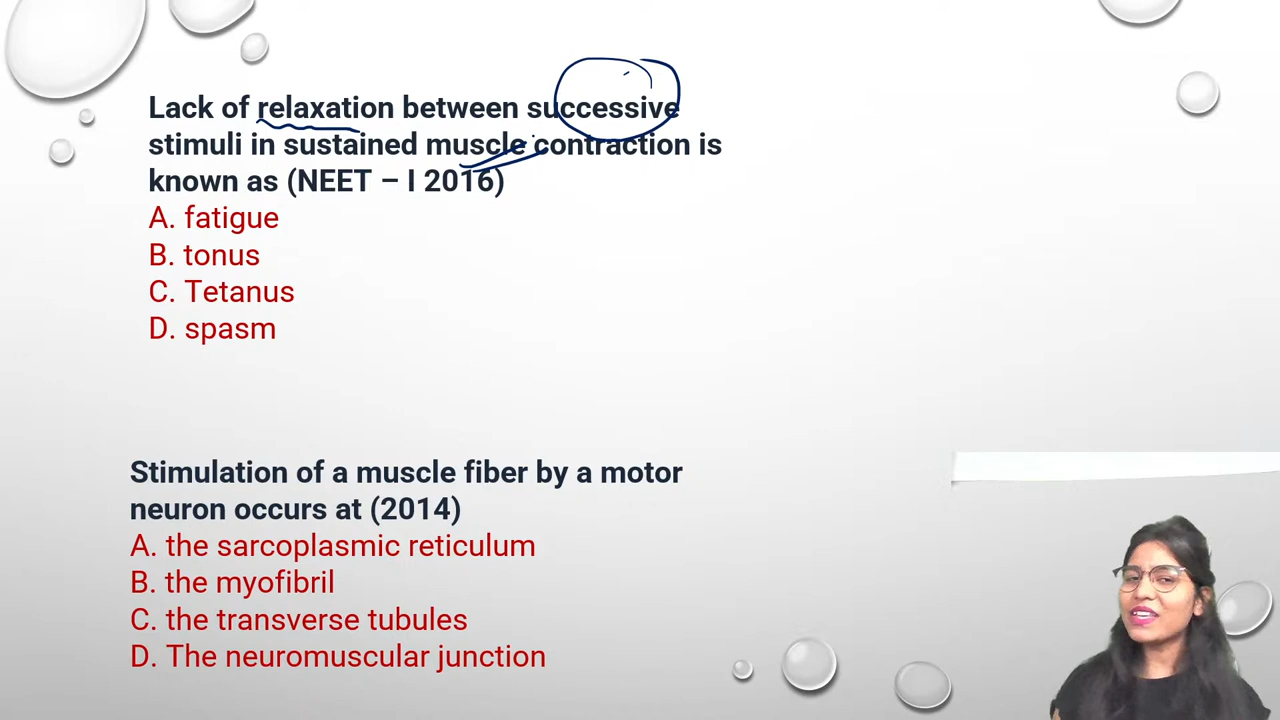 Lack of relaxation between successive
stimuli in sustained muscle contraction is
known as (NEET – I 2016)
A. fatigue
B. tonus
C. Tetanus
D. spasm
Stimulation of a muscle fiber by a motor
neuron occurs at (2014)
A. the sarcoplasmic reticulum
B. the myofibril
C. the transverse tubules
D. The neuromuscular junction